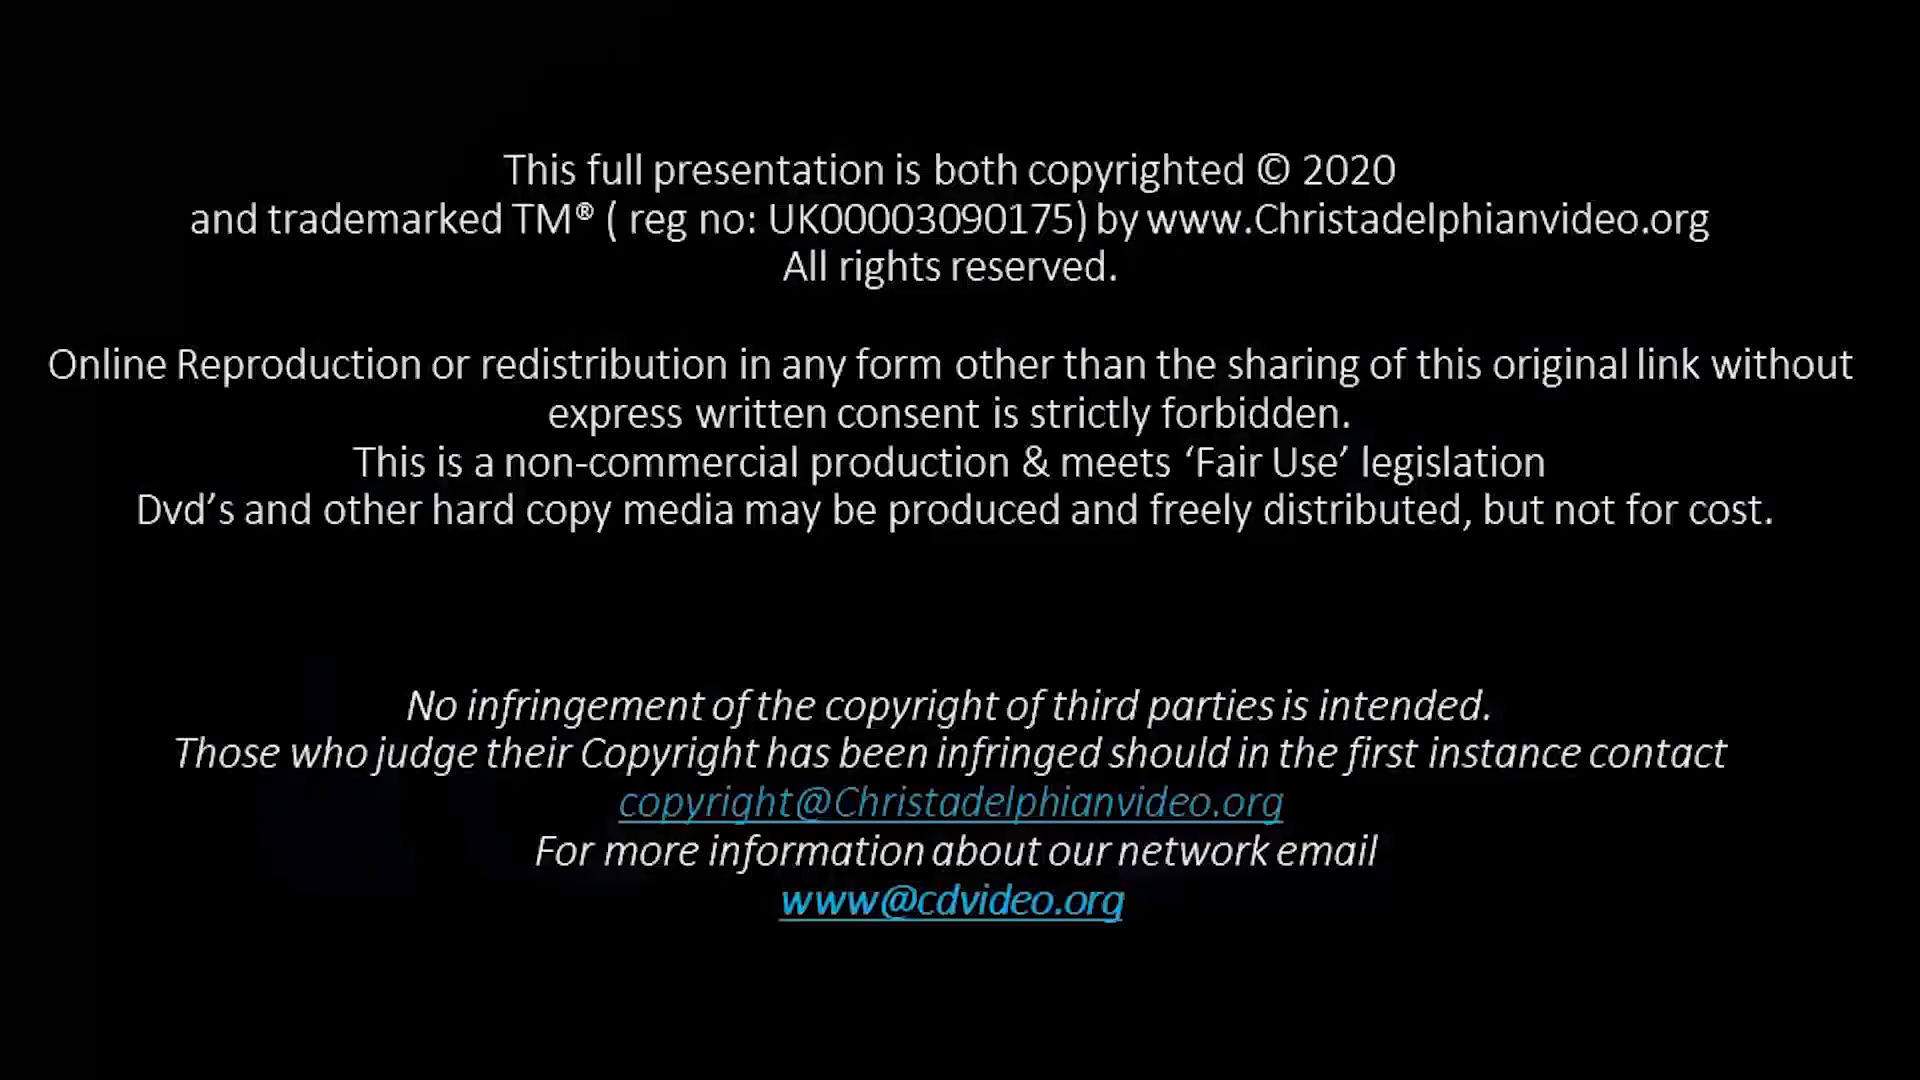 This full presentation is both copyrighted © 2020
and trademarked TM® ( reg no: UK00003090175) by www.Christadelphianvideo.org
All rights reserved.
Online Reproduction or redistribution in any form other than the sharing of this original link without
express written consent is strictly forbidden.
This is a non-commercial production & meets ‘Fair Use’ legislation
Dvd’s and other hard copy media may be produced and freely distributed, but not for cost.
No infringement of the copyright of third parties is intended.
Those who judge their Copyright has been infringed should in the first instance contact
copyright@Christadelphianvideo.org
For more information about our network email
www@cdvideo.org